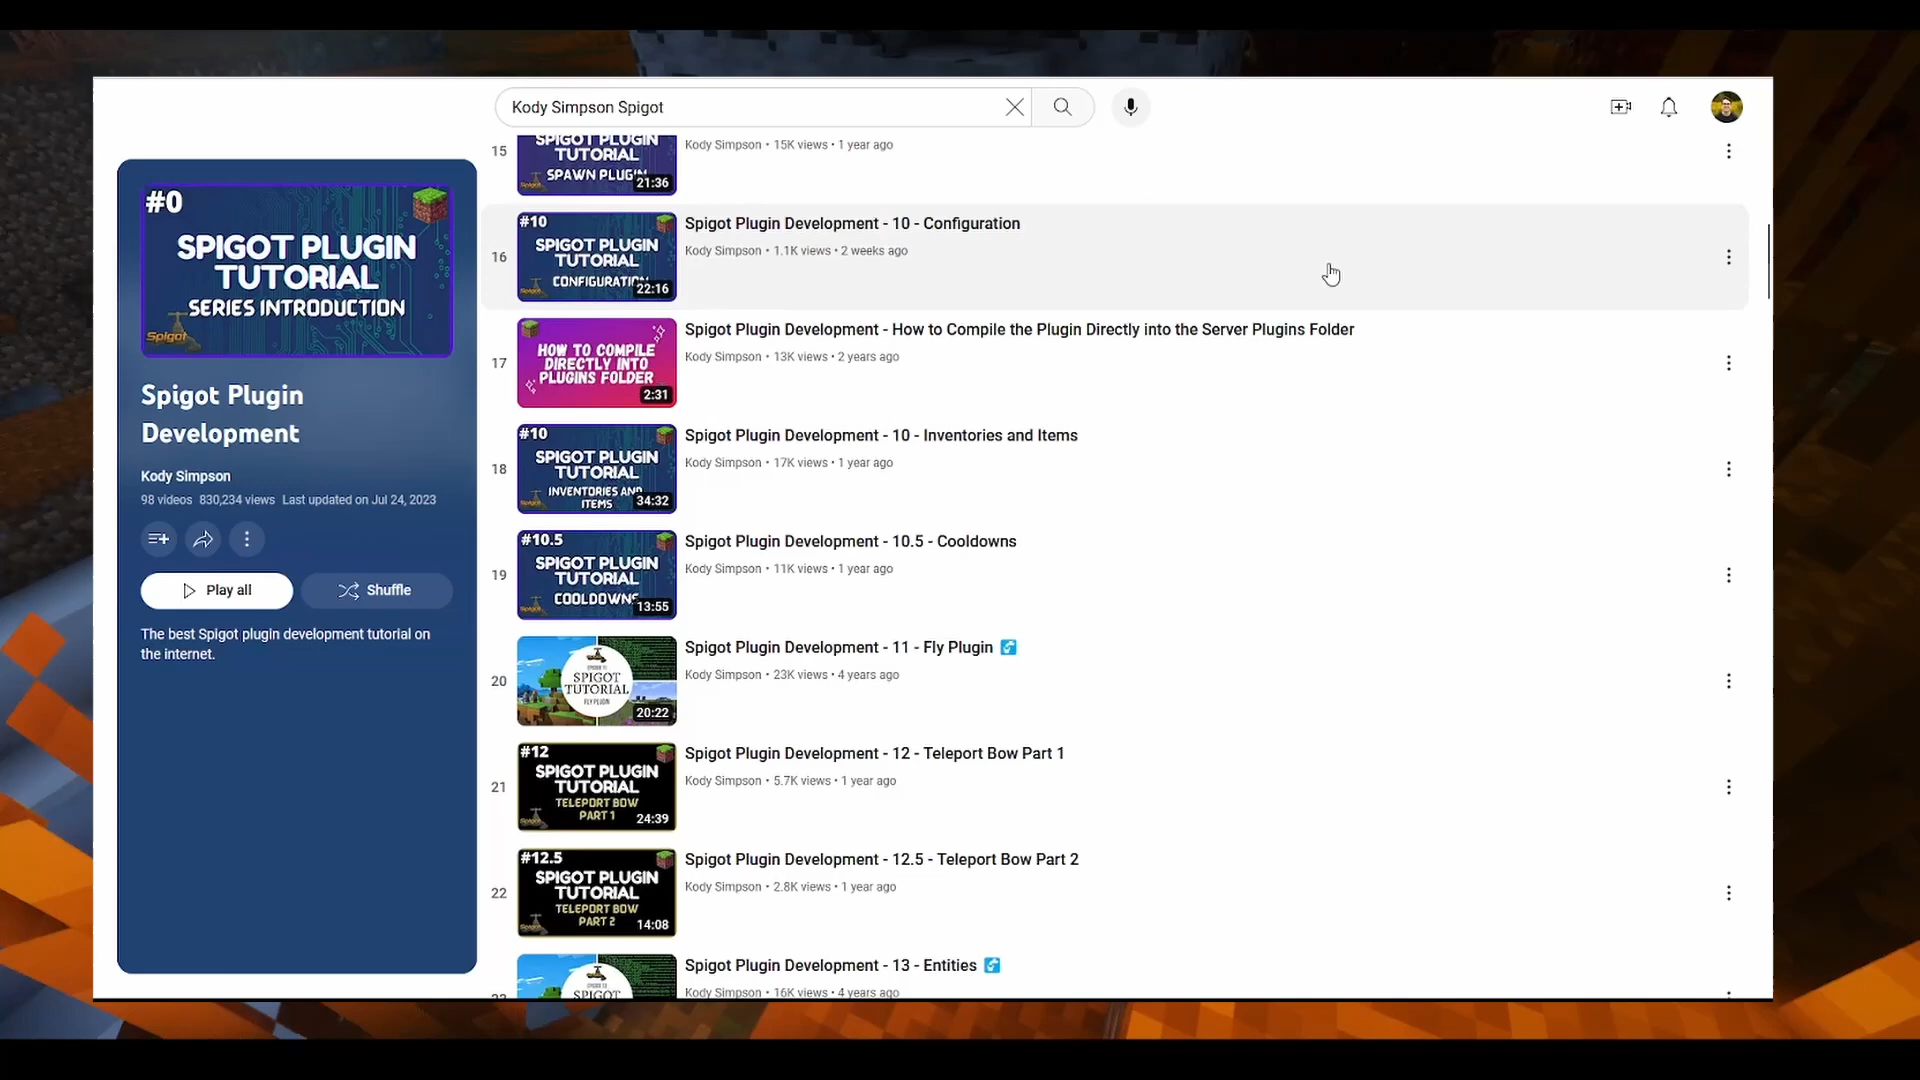 Kody Simpson Spigot
#0
SPIGOT PLUGIN
TUTORIAL
SERIES INTRODUCTION
Spigot
Spigot Plugin
Development
Kody Simpson
98 videos 830,234 views Last updated on Jul 24, 2023
Play all
Shuffle
The best Spigot plugin development tutorial on
the internet.
15
SPIGOT PLUGIN
TUTORIAL
SPAWN PLUGIN
21:36
Kody Simpson • 15K views • 1 year ago
16
#10
SPIGOT PLUGIN
TUTORIAL
CONFIGURATION
22:16
Spigot Plugin Development - 10 - Configuration
Kody Simpson • 1.1K views • 2 weeks ago
17
HOW TO COMPILE
DIRECTLY INTO
PLUGINS FOLDER
2:31
Spigot Plugin Development - How to Compile the Plugin Directly into the Server Plugins Folder
Kody Simpson • 13K views • 2 years ago
18
#10
SPIGOT PLUGIN
TUTORIAL
INVENTORIES AND
ITEMS
34:32
Spigot Plugin Development - 10 - Inventories and Items
Kody Simpson • 17K views • 1 year ago
19
#10.5
SPIGOT PLUGIN
TUTORIAL
COOLDOWNS
13:55
Spigot Plugin Development - 10.5 - Cooldowns
Kody Simpson • 11K views • 1 year ago
20
EPISODE 11
SPIGOT
TUTORIAL
FLY PLUGIN
20:22
Spigot Plugin Development - 11 - Fly Plugin
Kody Simpson • 23K views • 4 years ago
21
#12
SPIGOT PLUGIN
TUTORIAL
TELEPORT BOW
PART 1
24:39
Spigot Plugin Development - 12 - Teleport Bow Part 1
Kody Simpson • 5.7K views • 1 year ago
22
#12.5
SPIGOT PLUGIN
TUTORIAL
TELEPORT BOW
PART 2
14:08
Spigot Plugin Development - 12.5 - Teleport Bow Part 2
Kody Simpson • 2.8K views • 1 year ago
SPIGOT
Spigot Plugin Development - 13 - Entities
Kody Simpson • 16K views • 4 years ago